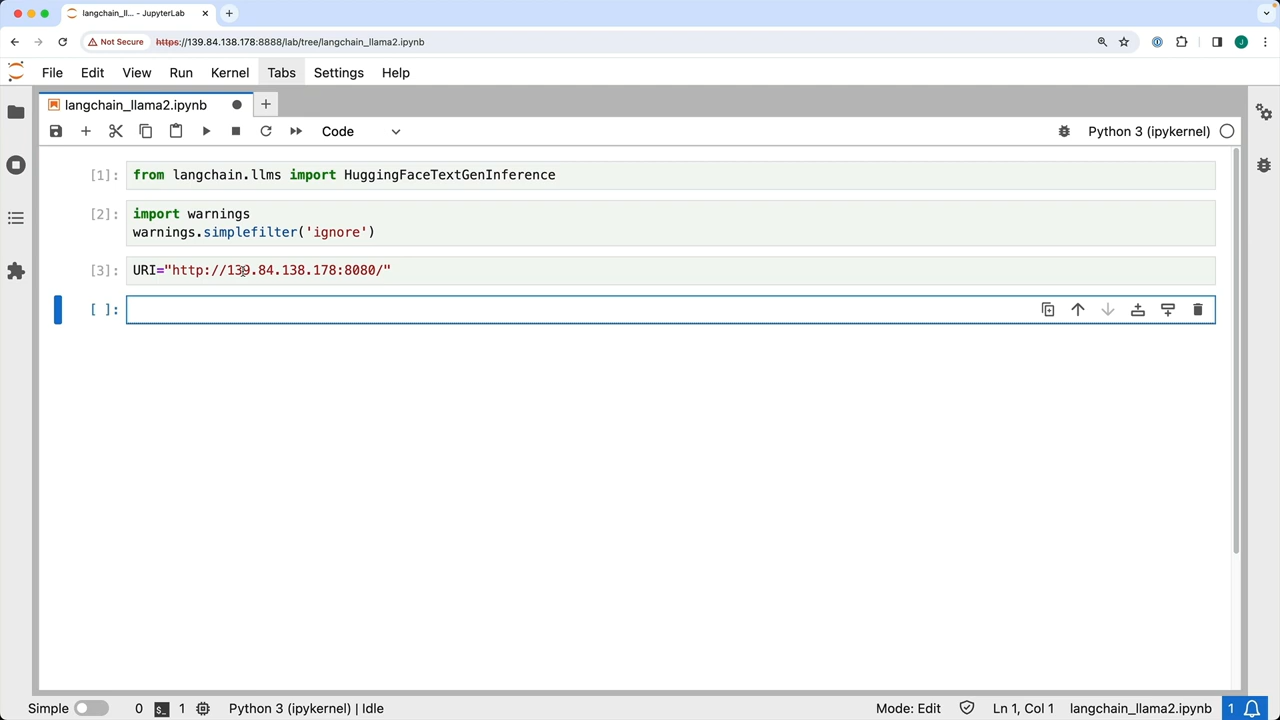 langchain_ll... - JupyterLab
Not Secure https://139.84.138.178:8888/lab/tree/langchain_llama2.ipynb
J
File Edit View Run Kernel Tabs Settings Help
langchain_llama2.ipynb
Code Python 3 (ipykernel)
[1]: from langchain.llms import HuggingFaceTextGenInference
[2]: import warnings
warnings.simplefilter('ignore')
[3]: URI="http://139.84.138.178:8080/"
[ ]:
Simple 0 $_ 1 Python 3 (ipykernel) | Idle Mode: Edit Ln 1, Col 1 langchain_llama2.ipynb 1